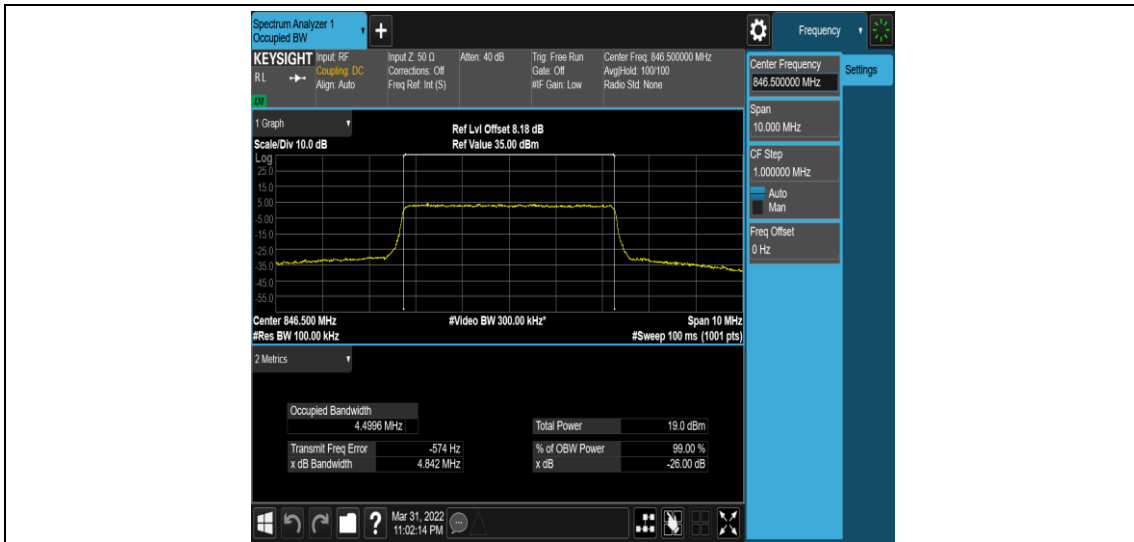 Spectrum Analyzer 1
Occupied BW
+
Frequency
KEYSIGHT
RL
LXI
Input: RF
Coupling: DC
Align: Auto
Input Z: 50 Ω
Corrections: Off
Freq Ref: Int (S)
Atten: 40 dB
Trig: Free Run
Gate: Off
#IF Gain: Low
Center Freq: 846.500000 MHz
Avg|Hold: 100/100
Radio Std: None
Center Frequency
846.500000 MHz
Settings
Span
10.000 MHz
CF Step
1.000000 MHz
Auto
Man
Freq Offset
0 Hz
1 Graph
Scale/Div 10.0 dB
Ref Lvl Offset 8.18 dB
Ref Value 35.00 dBm
Log
25.0
15.0
5.00
-5.00
-15.0
-25.0
-35.0
-45.0
-55.0
Center 846.500 MHz
#Video BW 300.00 kHz*
Span 10 MHz
#Res BW 100.00 kHz
#Sweep 100 ms (1001 pts)
2 Metrics
Occupied Bandwidth
4.4996 MHz
Total Power 19.0 dBm
Transmit Freq Error -574 Hz
% of OBW Power 99.00 %
x dB Bandwidth 4.842 MHz
x dB -26.00 dB
?
Mar 31, 2022
11:02:14 PM